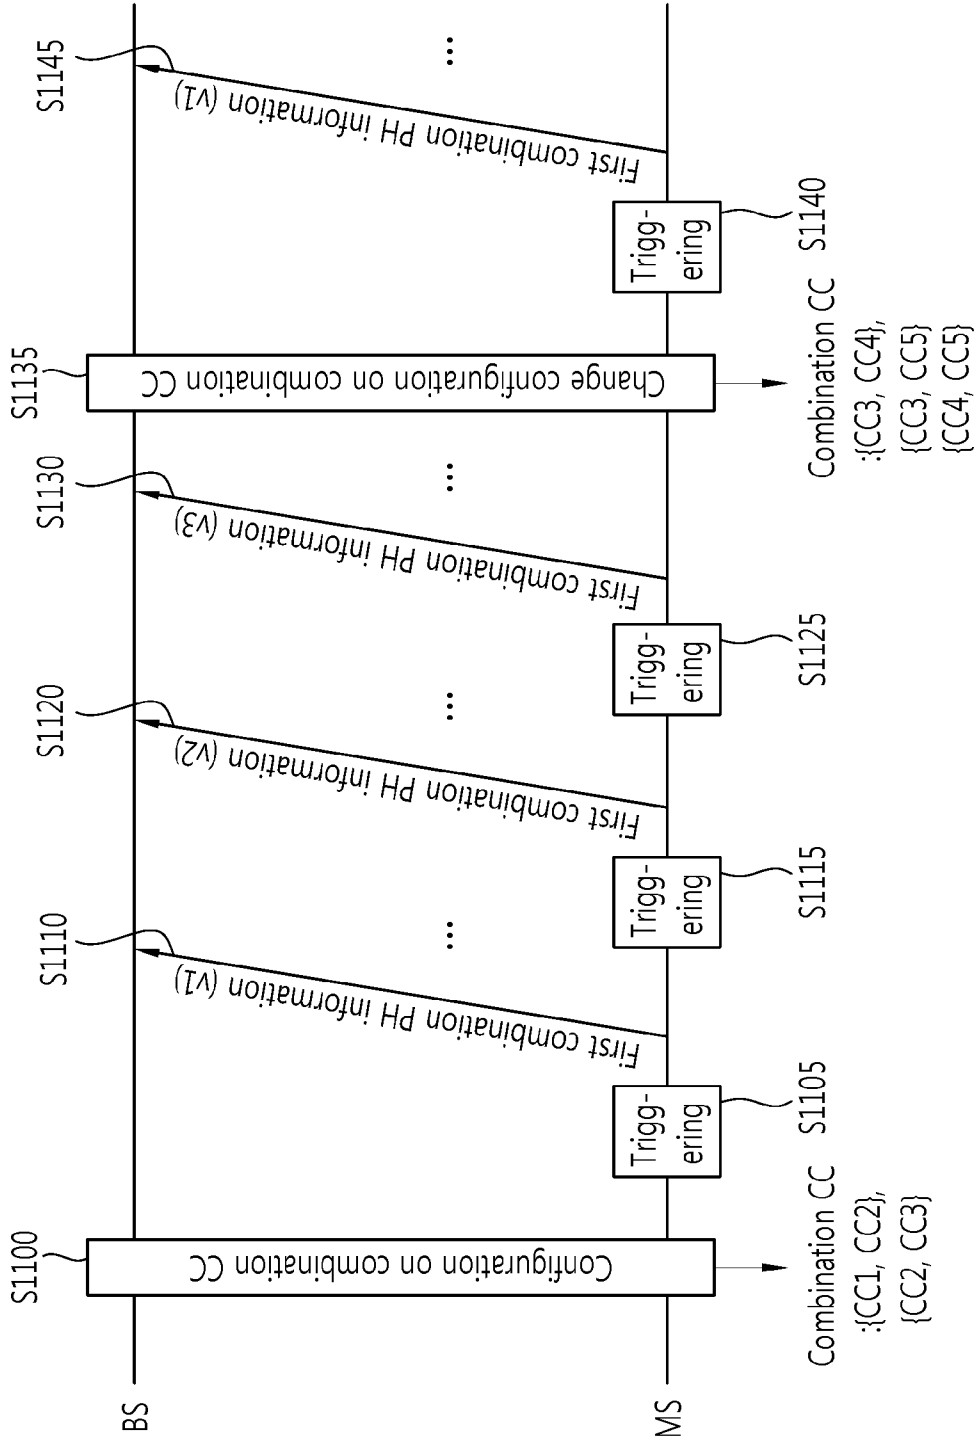 BS
MS
S1100
Configuration on combination CC
Combination CC
:{CC1, CC2},
{CC2, CC3}
Trigg-
ering
S1105
S1110
First combination PH information (v1)
...
Trigg-
ering
S1115
S1120
First combination PH information (v2)
...
Trigg-
ering
S1125
S1130
First combination PH information (v3)
...
S1135
Change configuration on combination CC
Combination CC
:{CC3, CC4},
{CC3, CC5}
{CC4, CC5}
Trigg-
ering
S1140
S1145
First combination PH information (v1)
...